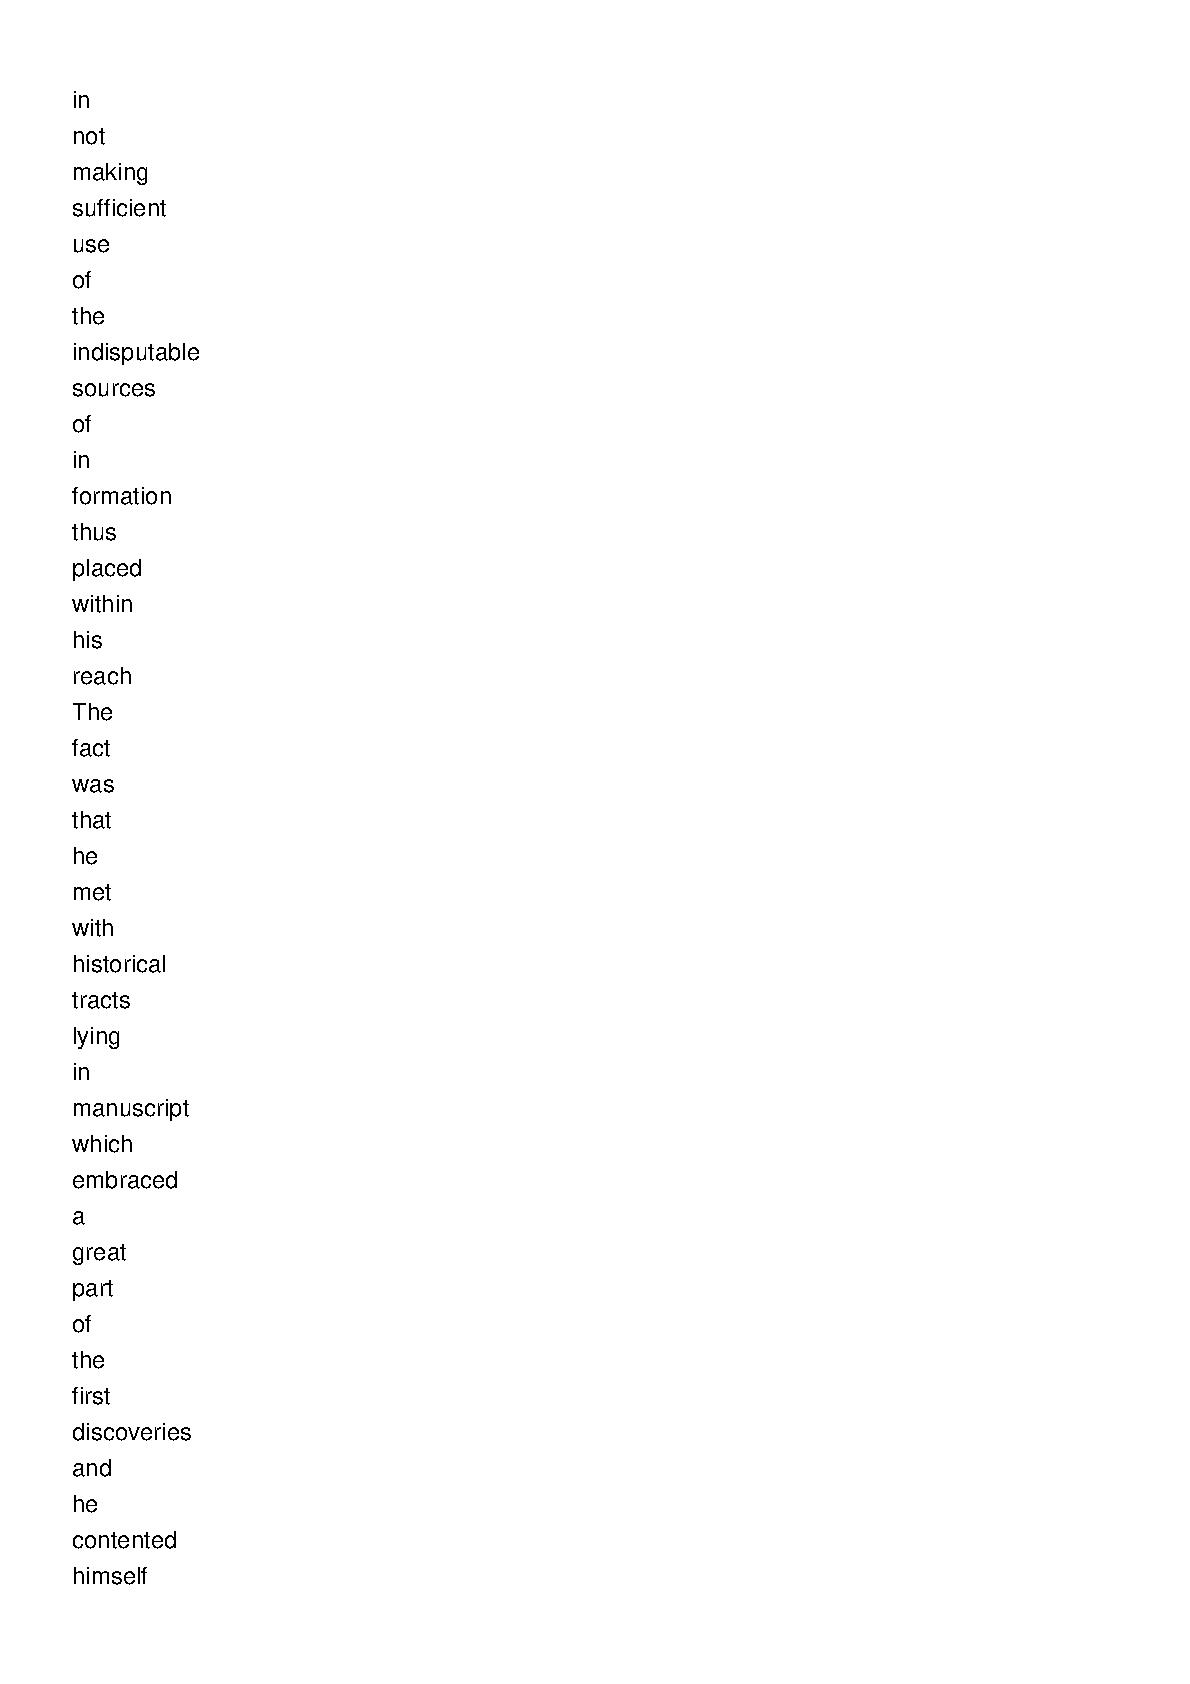 in
not
making
sufficient
use
of
the
indisputable
sources
of
in
formation
thus
placed
within
his
reach
The
fact
was
that
he
met
with
historical
tracts
lying
in
manuscript
which
embraced
a
great
part
of
the
first
discoveries
and
he
contented
himself